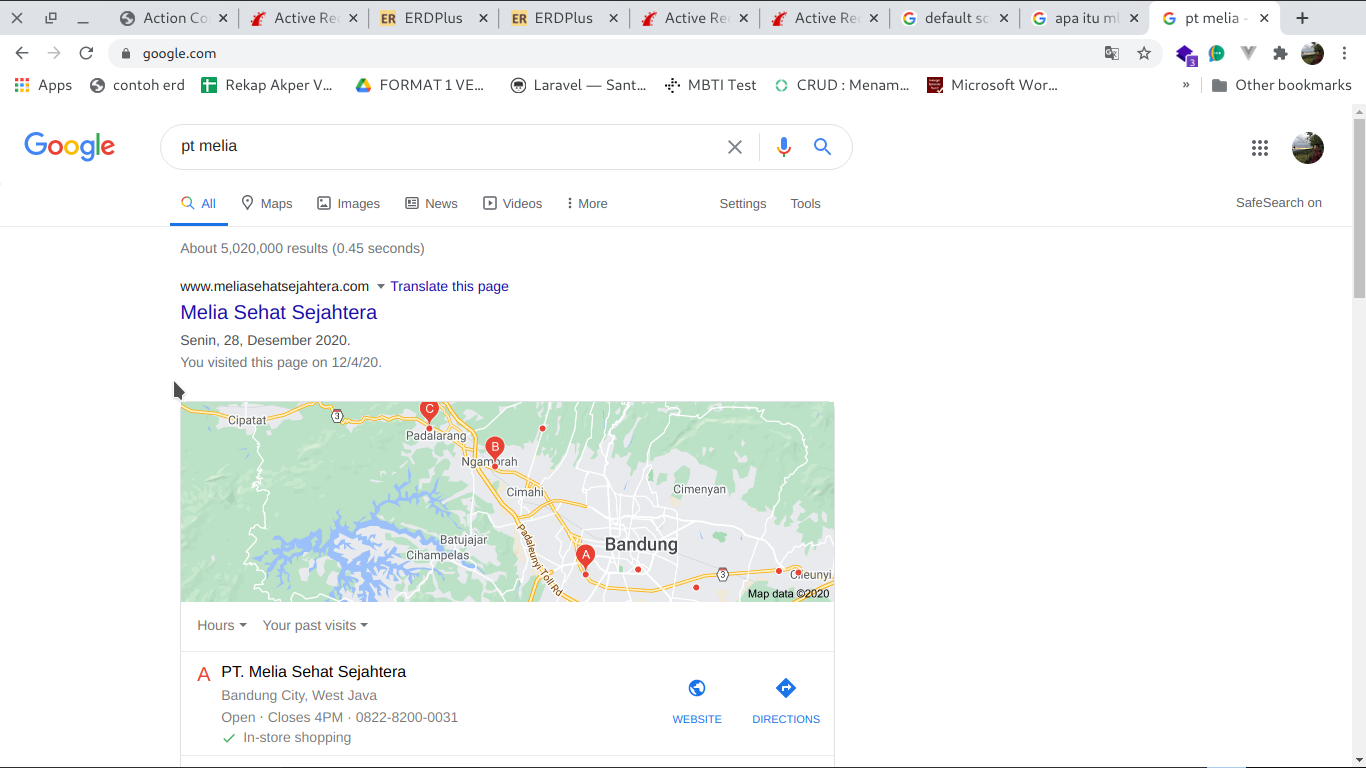 Action Co
Active Rec
ERDPlus
ERDPlus
Active Rec
Active Rec
default sc
apa itu ml
pt melia -
google.com
3
Apps
contoh erd
Rekap Akper V...
FORMAT 1 VE...
Laravel — Sant...
MBTI Test
CRUD : Menam...
Microsoft Wor...
»
Other bookmarks
Google
pt melia
All
Maps
Images
News
Videos
More
Settings
Tools
SafeSearch on
About 5,020,000 results (0.45 seconds)
www.meliasehatsejahtera.com
Translate this page
Melia Sehat Sejahtera
Senin, 28, Desember 2020.
You visited this page on 12/4/20.
Cipatat
3
C
Padalarang
B
Ngamprah
Cimahi
Cimenyan
Batujajar
Cihampelas
Padaleunyi Toll Rd
A
Bandung
3
Cileunyi
Map data ©2020
Hours
Your past visits
A
PT. Melia Sehat Sejahtera
Bandung City, West Java
Open · Closes 4PM · 0822-8200-0031
In-store shopping
WEBSITE
DIRECTIONS